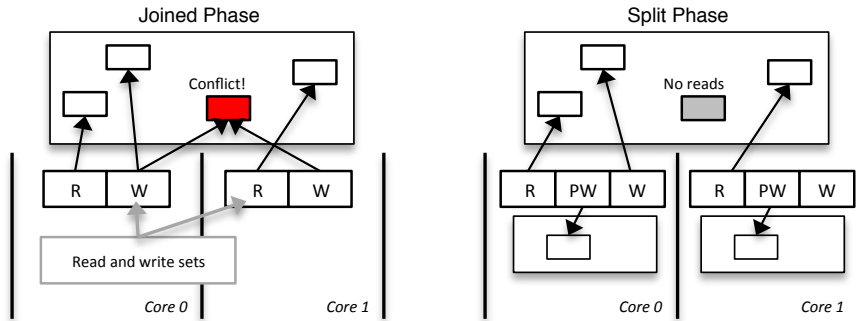 Joined Phase
Conflict!
R W R W
Read and write sets
Core 0 Core 1
Split Phase
No reads
R PW W R PW W
Core 0 Core 1